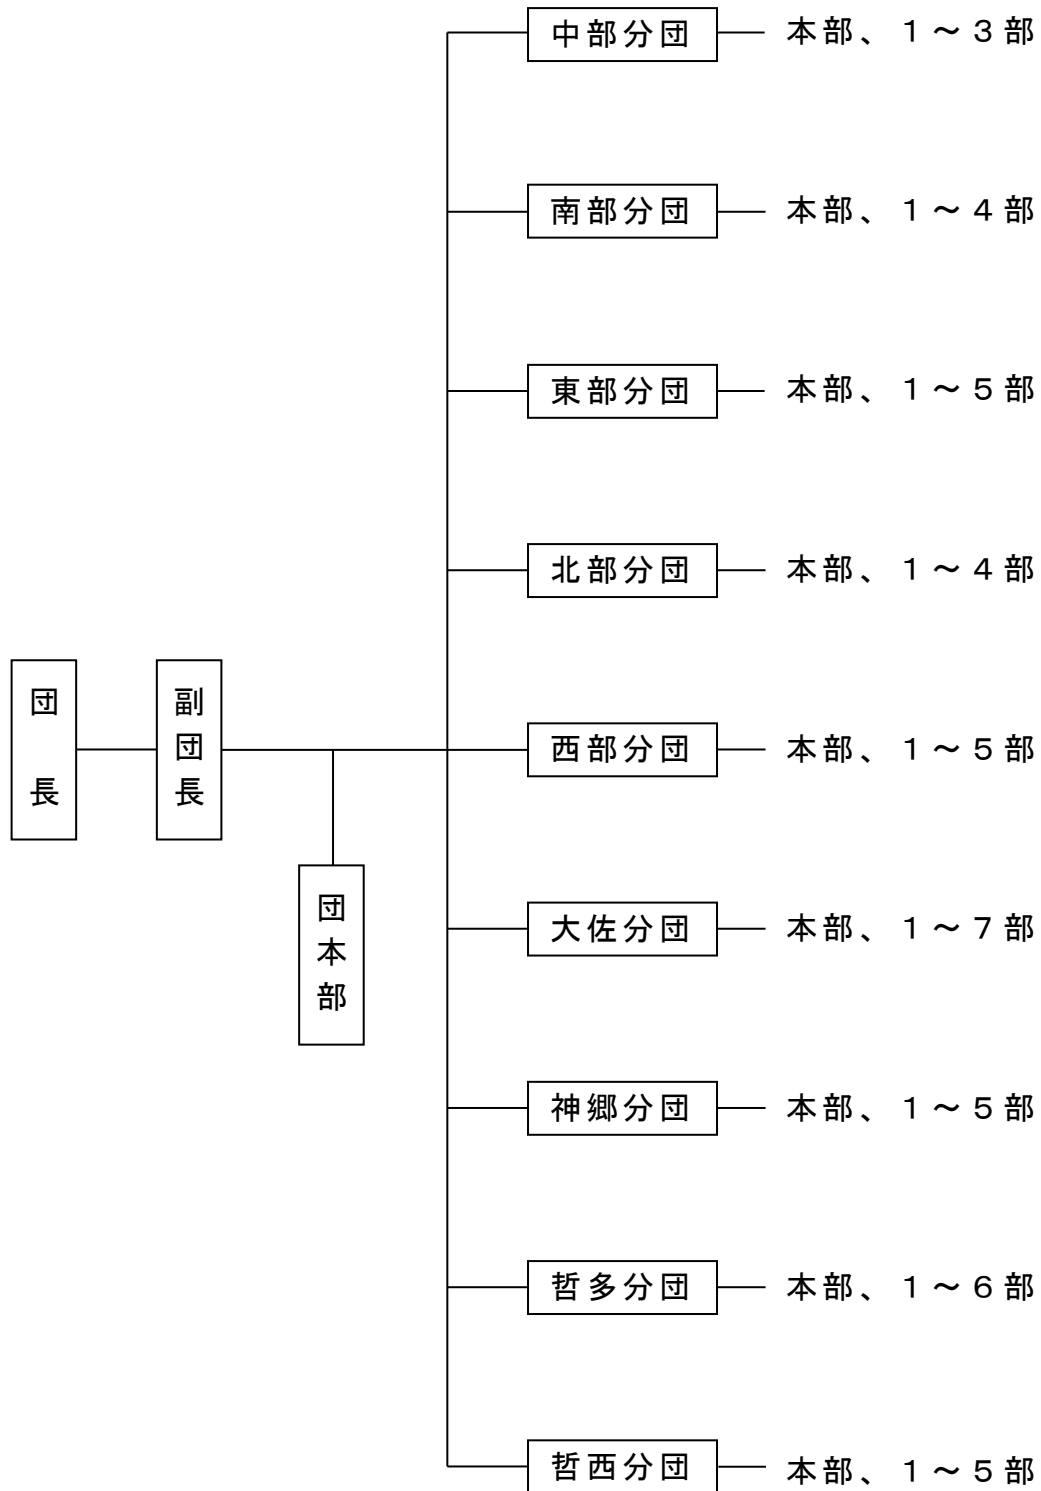 中部分団 本部、１～３部
南部分団 本部、１～４部
東部分団 本部、１～５部
北部分団 本部、１～４部
団長
副団長
西部分団 本部、１～５部
団本部
大佐分団 本部、１～７部
神郷分団 本部、１～５部
哲多分団 本部、１～６部
哲西分団 本部、１～５部